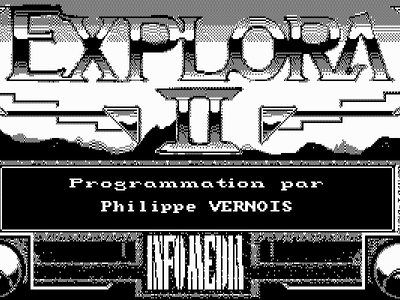 EXPLORA
II
Programmation par
Philippe VERNOIS
INFOMEDIA